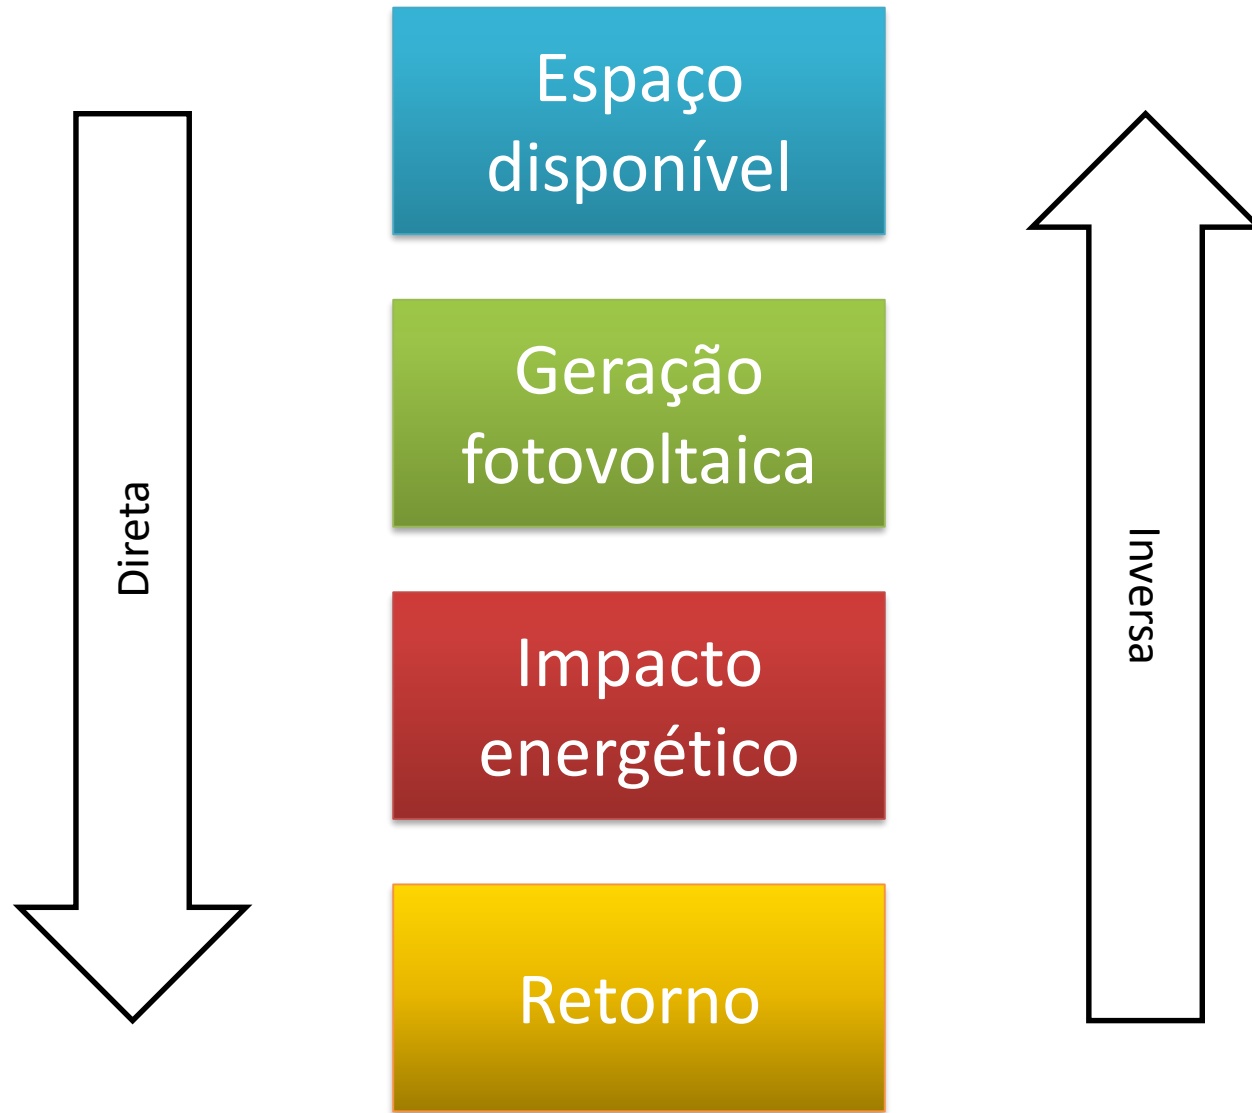 Espaço
disponível
Geração
fotovoltaica
Impacto
energético
Retorno
Direta
Inversa